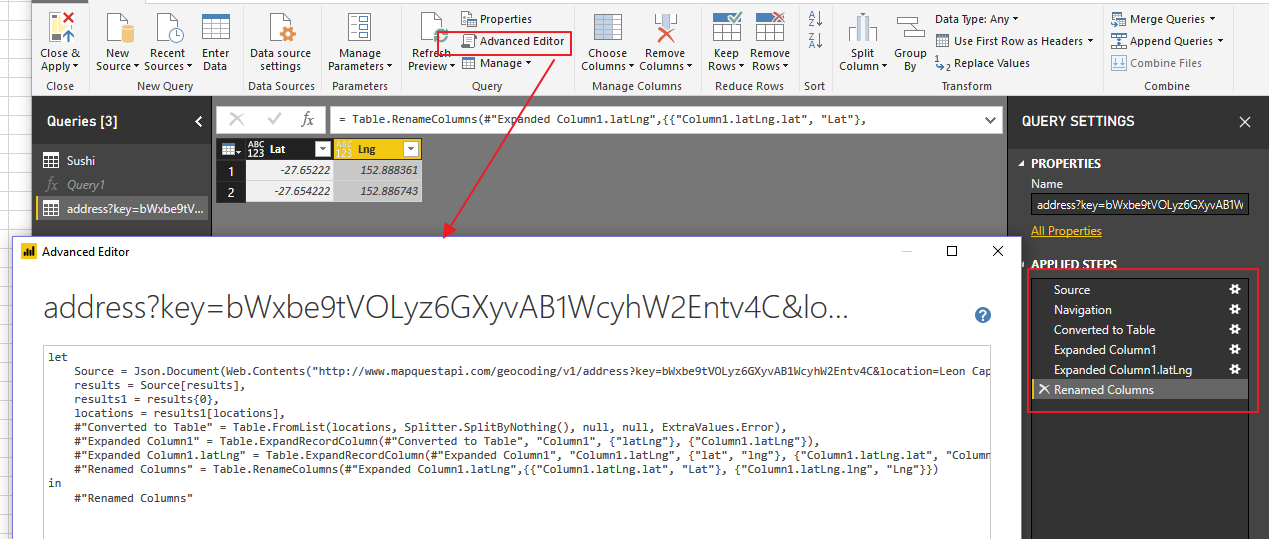 Close & Apply
New Source
Recent Sources
Enter Data
Data source settings
Manage Parameters
Refresh Preview
Properties
Advanced Editor
Manage
Choose Columns
Remove Columns
Keep Rows
Remove Rows
Split Column
Group By
Data Type: Any
Use First Row as Headers
1 2 Replace Values
Merge Queries
Append Queries
Combine Files
Close
New Query
Data Sources
Parameters
Query
Manage Columns
Reduce Rows
Sort
Transform
Combine
Queries [3]
Sushi
fx Query1
address?key=bWxbe9tV...
fx
= Table.RenameColumns(#"Expanded Column1.latLng",{{"Column1.latLng.lat", "Lat"},
ABC 123 Lat
ABC 123 Lng
1 -27.65222 152.888361
2 -27.654222 152.886743
QUERY SETTINGS
PROPERTIES
Name
address?key=bWxbe9tVOLyz6GXyvAB1W
All Properties
APPLIED STEPS
Source
Navigation
Converted to Table
Expanded Column1
Expanded Column1.latLng
Renamed Columns
Advanced Editor
address?key=bWxbe9tVOLyz6GXyvAB1WcyhW2Entv4C&lo...
let
Source = Json.Document(Web.Contents("http://www.mapquestapi.com/geocoding/v1/address?key=bWxbe9tVOLyz6GXyvAB1WcyhW2Entv4C&location=Leon Cap
results = Source[results],
results1 = results{0},
locations = results1[locations],
#"Converted to Table" = Table.FromList(locations, Splitter.SplitByNothing(), null, null, ExtraValues.Error),
#"Expanded Column1" = Table.ExpandRecordColumn(#"Converted to Table", "Column1", {"latLng"}, {"Column1.latLng"}),
#"Expanded Column1.latLng" = Table.ExpandRecordColumn(#"Expanded Column1", "Column1.latLng", {"lat", "lng"}, {"Column1.latLng.lat", "Colum
#"Renamed Columns" = Table.RenameColumns(#"Expanded Column1.latLng",{{"Column1.latLng.lat", "Lat"}, {"Column1.latLng.lng", "Lng"}})
in
#"Renamed Columns"